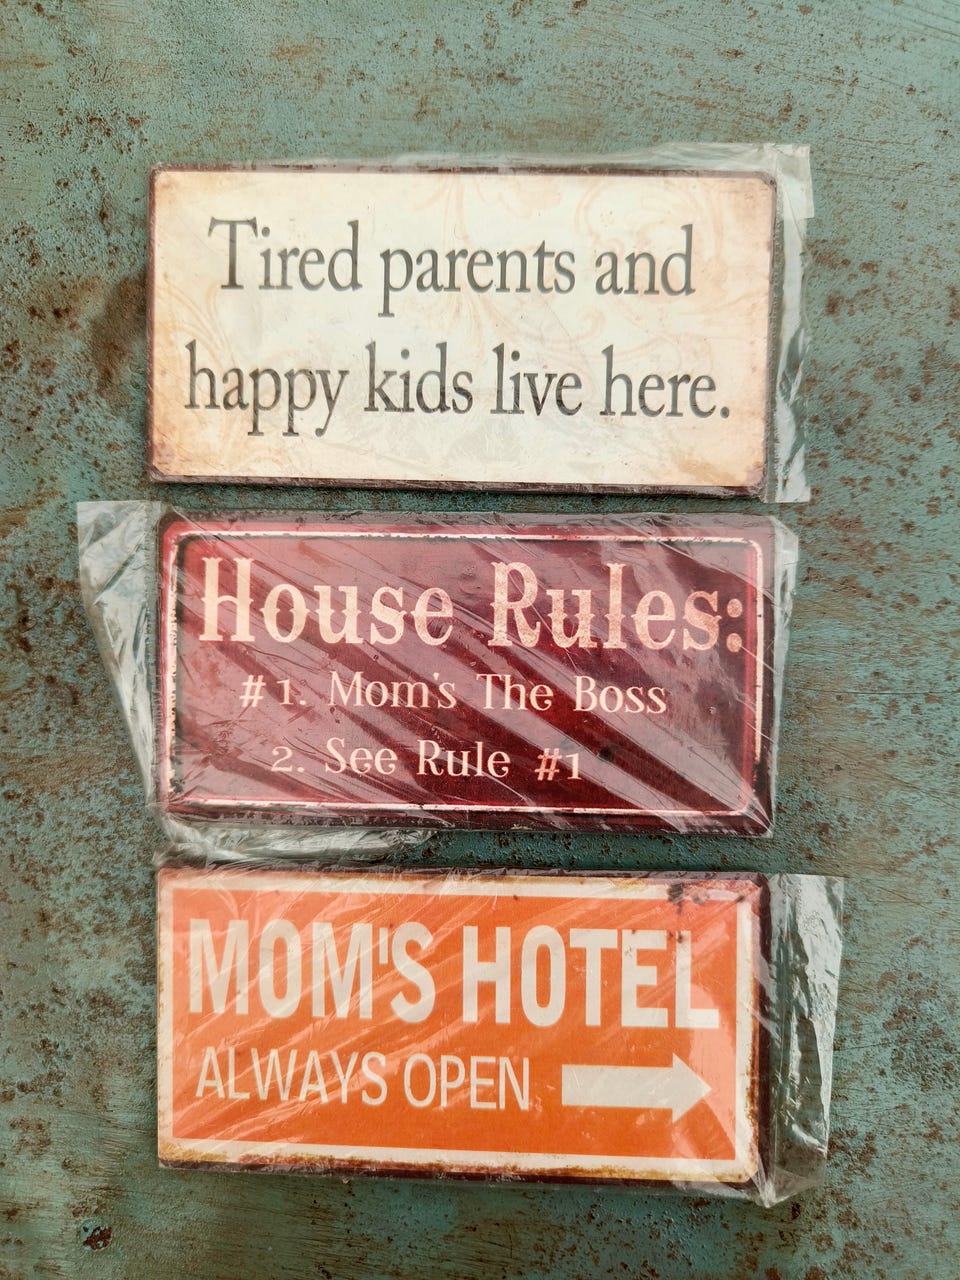 Tired parents and
happy kids live here.
House Rules:
#1. Mom's The Boss
2. See Rule #1
MOM'S HOTEL
ALWAYS OPEN